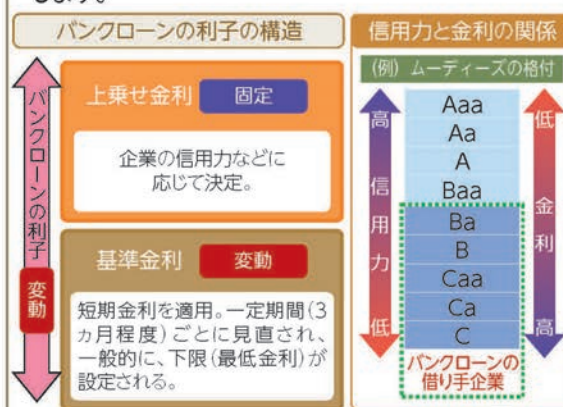 します。
バンクローンの利子の構造
バンクローンの利子
変動
上乗せ金利 固定
企業の信用力などに
応じて決定。
基準金利 変動
短期金利を適用。一定期間(3
ヵ月程度)ごとに見直され、
一般的に、下限(最低金利)が
設定される。
信用力と金利の関係
(例) ムーディーズの格付
高 信用力 低
Aaa
Aa
A
Baa
Ba
B
Caa
Ca
C
バンクローンの
借り手企業
低 金利 高